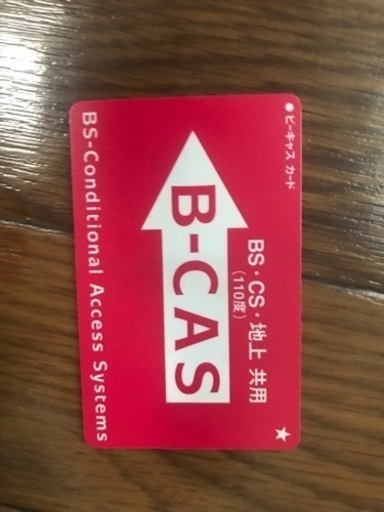 ● ビーキャス カード
BS・CS・地上 共用
(110度)
B-CAS
BS-Conditional Access Systems